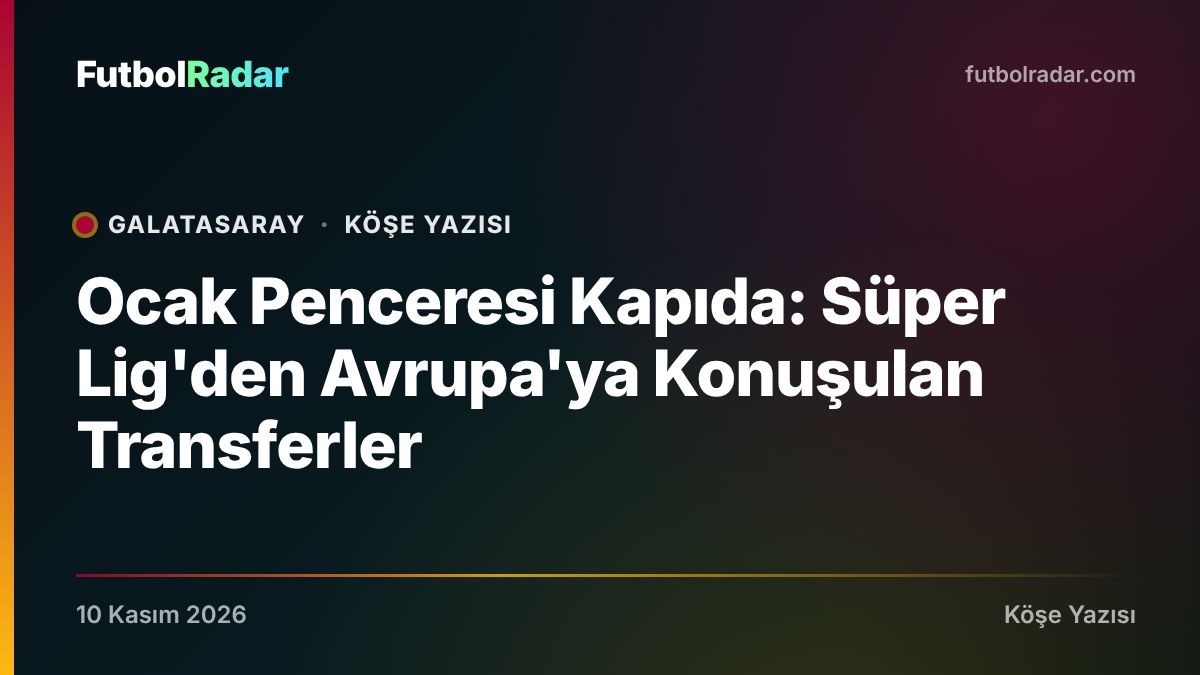 FutbolRadar
futbolradar.com
GALATASARAY · KÖŞE YAZISI
Ocak Penceresi Kapıda: Süper
Lig'den Avrupa'ya Konuşulan
Transferler
10 Kasım 2026
Köşe Yazısı